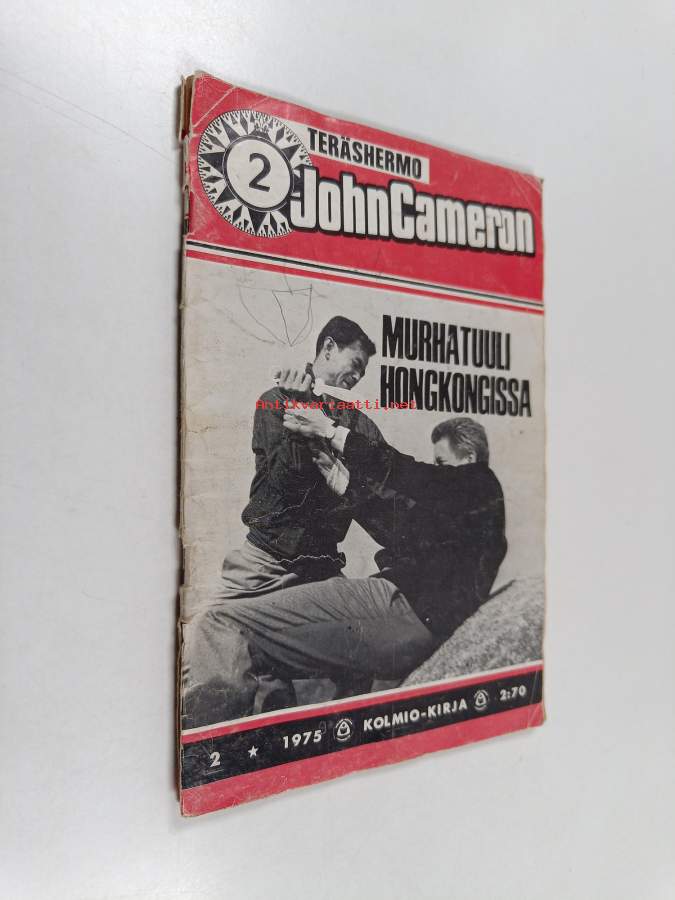 2
TERÄSHERMO
JohnCameron
MURHATUULI
HONGKONGISSA
Antikvariaatti.net
2 ★ 1975 KOLMIO-KIRJA 2:70